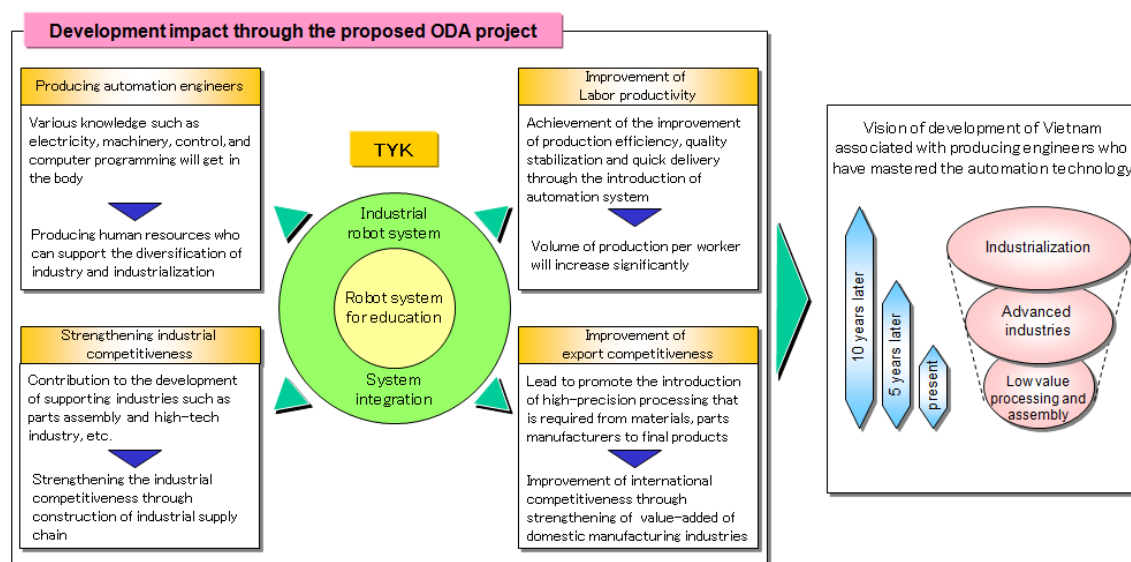 Development impact through the proposed ODA project
Producing automation engineers
Various knowledge such as
electricity, machinery, control, and
computer programming will get in
the body
Producing human resources who
can support the diversification of
industry and industrialization
Improvement of
Labor productivity
Achievement of the improvement
of production efficiency, quality
stabilization and quick delivery
through the introduction of
automation system
Volume of production per worker
will increase significantly
TYK
Industrial
robot system
Robot system
for education
System
integration
Strengthening industrial
competitiveness
Contribution to the development
of supporting industries such as
parts assembly and high-tech
industry, etc.
Strengthening the industrial
competitiveness through
construction of industrial supply
chain
Improvement of
export competitiveness
Lead to promote the introduction
of high-precision processing that
is required from materials, parts
manufacturers to final products
Improvement of international
competitiveness through
strengthening of value-added of
domestic manufacturing industries
Vision of development of Vietnam
associated with producing engineers who
have mastered the automation technology
10 years later
5 years later
present
Industrialization
Advanced
industries
Low value
processing and
assembly